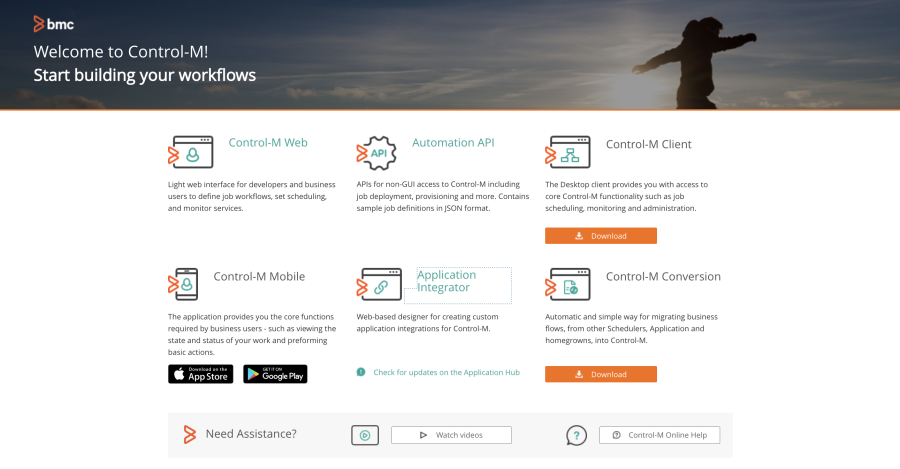 bmc
Welcome to Control-M!
Start building your workflows
Control-M Web
Light web interface for developers and business
users to define job workflows, set scheduling,
and monitor services.
API
Automation API
APIs for non-GUI access to Control-M including
job deployment, provisioning and more. Contains
sample job definitions in JSON format.
Control-M Client
The Desktop client provides you with access to
core Control-M functionality such as job
scheduling, monitoring and administration.
Download
Control-M Mobile
The application provides you the core functions
required by business users - such as viewing the
state and status of your work and preforming
basic actions.
Download on the
App Store
GET IT ON
Google Play
Application
Integrator
Web-based designer for creating custom
application integrations for Control-M.
Check for updates on the Application Hub
Control-M Conversion
Automatic and simple way for migrating business
flows, from other Schedulers, Application and
homegrowns, into Control-M.
Download
Need Assistance?
Watch videos
?
? Control-M Online Help